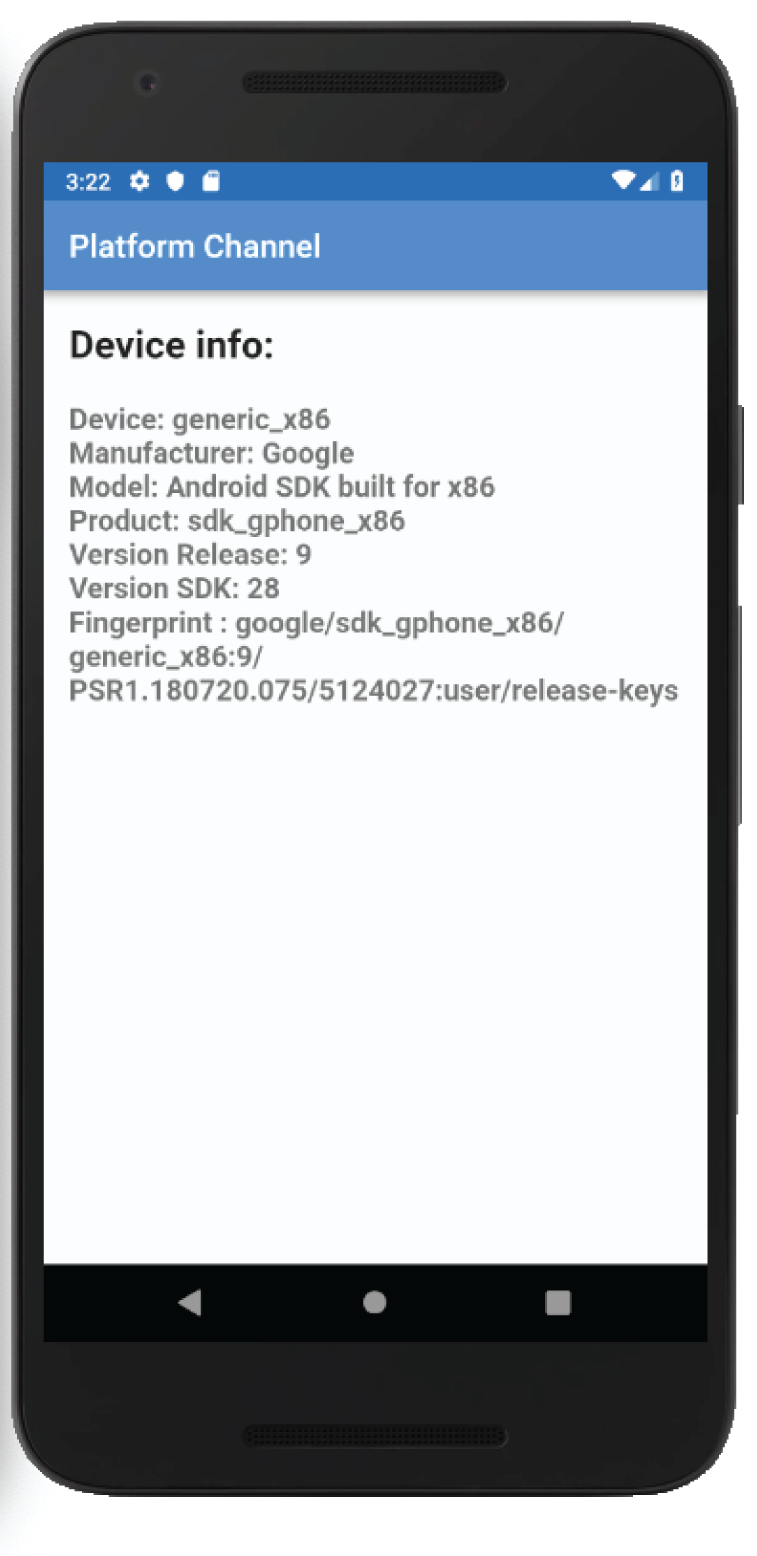 3:22
Platform Channel
Device info:
Device: generic_x86
Manufacturer: Google
Model: Android SDK built for x86
Product: sdk_gphone_x86
Version Release: 9
Version SDK: 28
Fingerprint : google/sdk_gphone_x86/
generic_x86:9/
PSR1.180720.075/5124027:user/release-keys